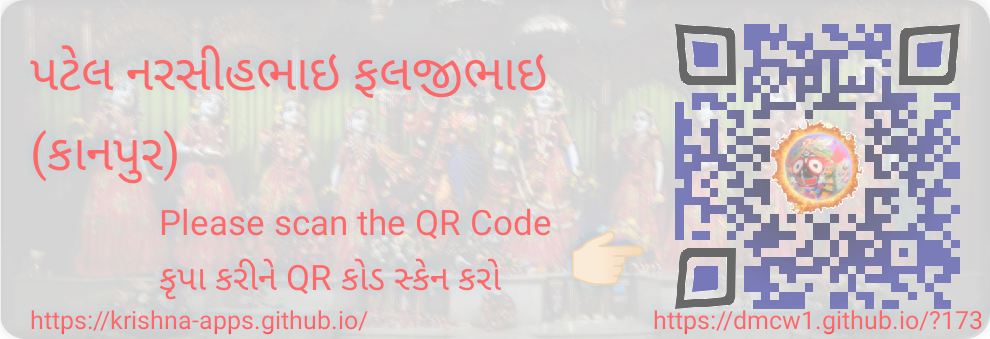 પટેલ નરસીહભાઇ ફલજીભાઇ
(કાનપુર)
Please scan the QR Code
કૃપા કરીને QR કોડ સ્કેન કરો
https://krishna-apps.github.io/
https://dmcw1.github.io/?173